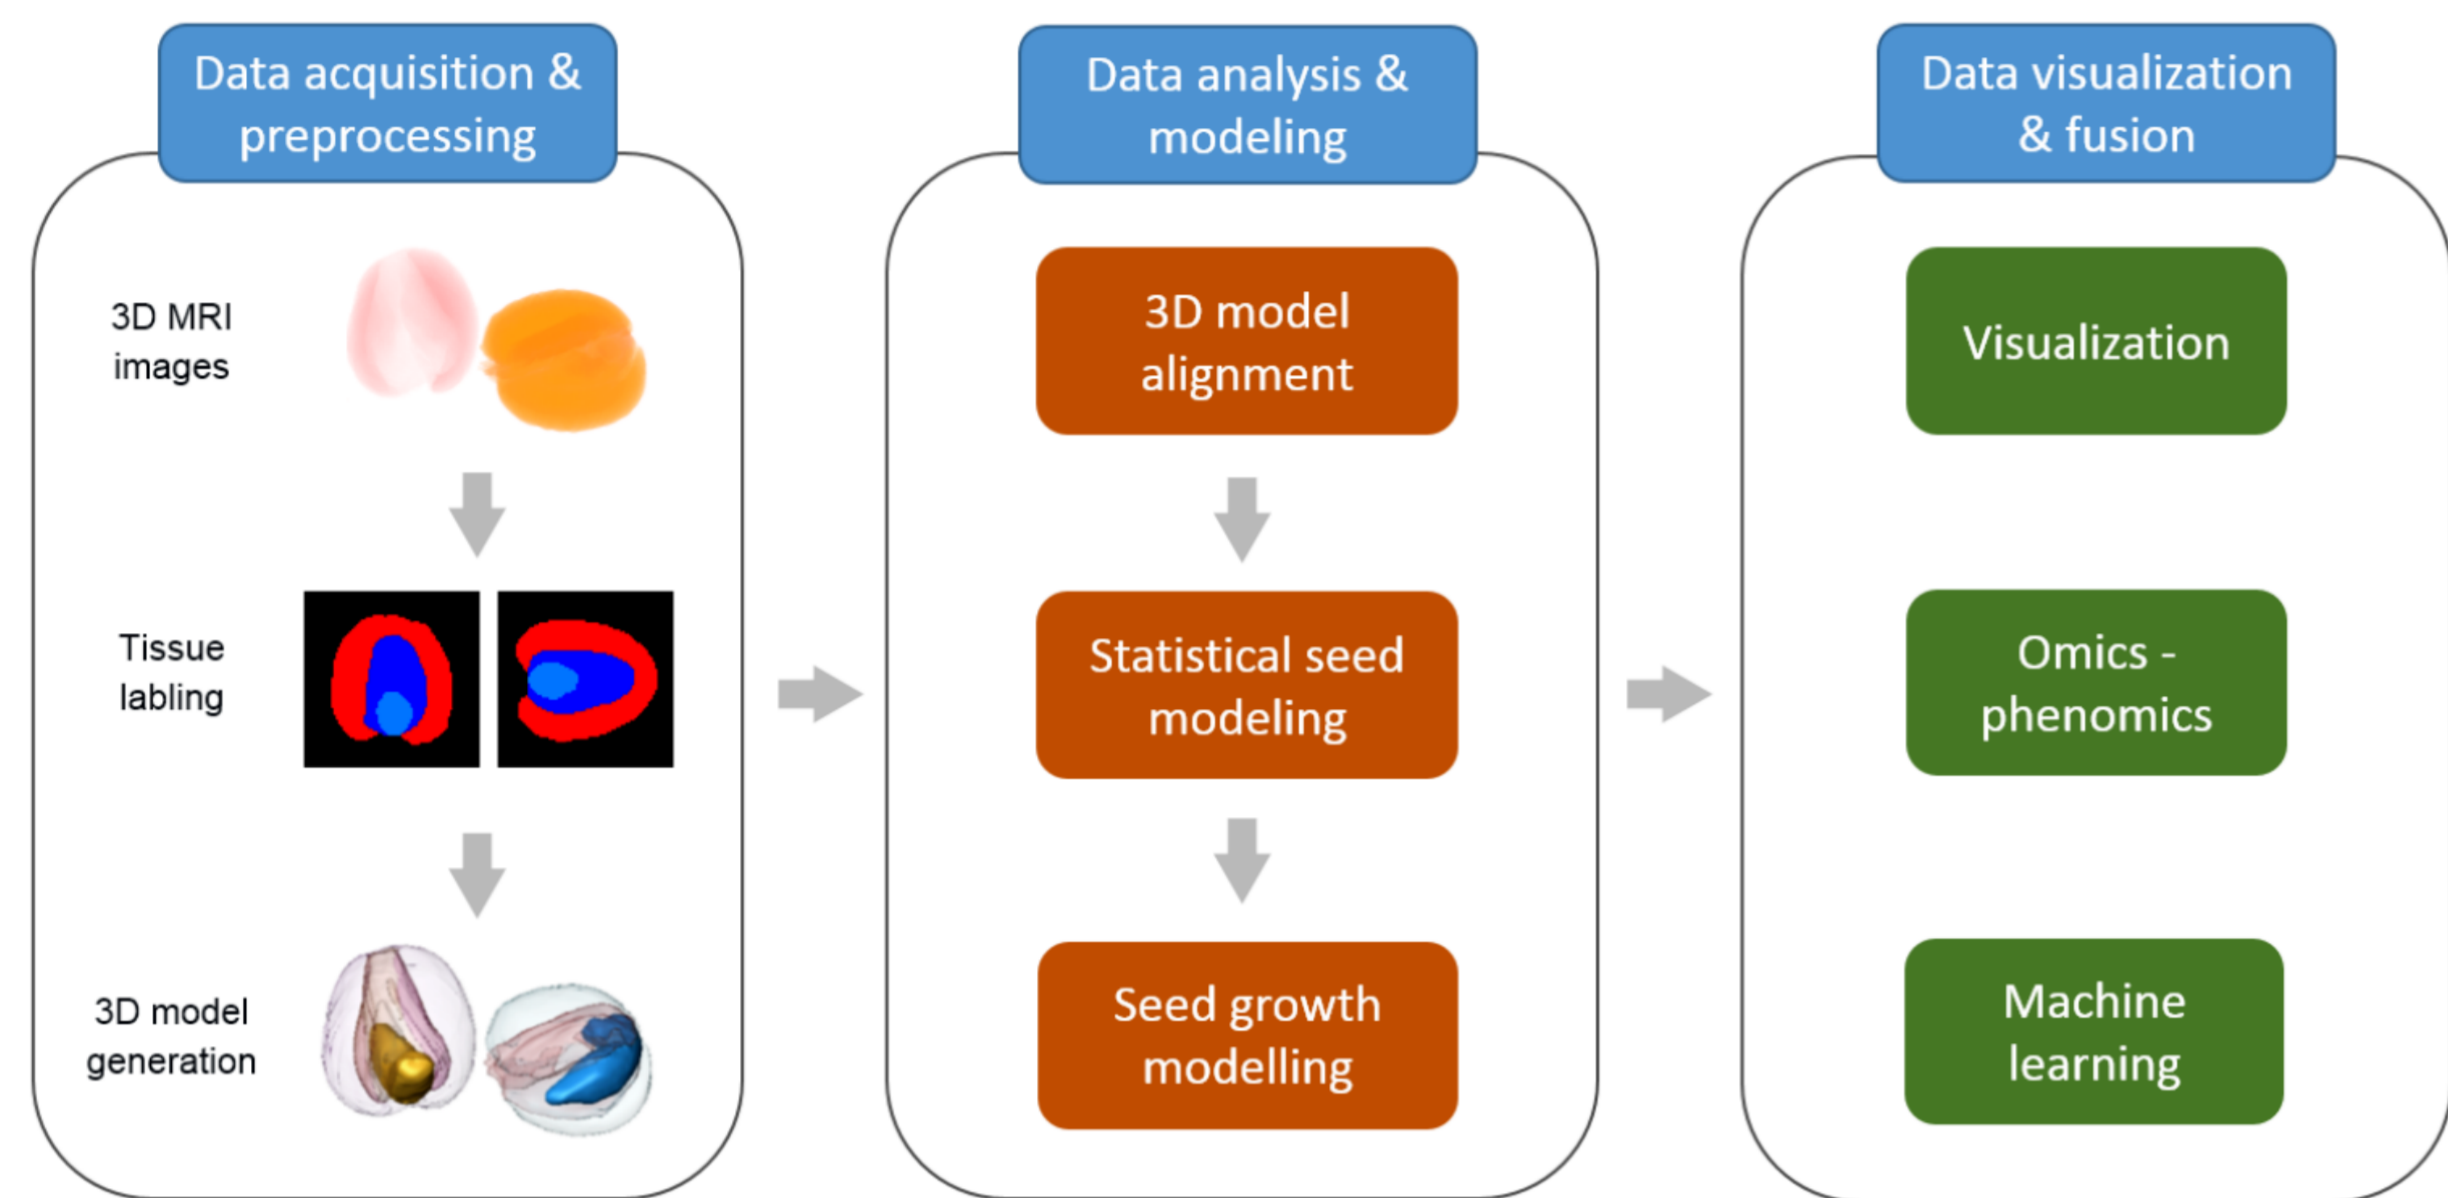 Data acquisition &
preprocessing
3D MRI
images
Tissue
labling
3D model
generation
Data analysis &
modeling
3D model
alignment
Statistical seed
modeling
Seed growth
modelling
Data visualization
& fusion
Visualization
Omics -
phenomics
Machine
learning